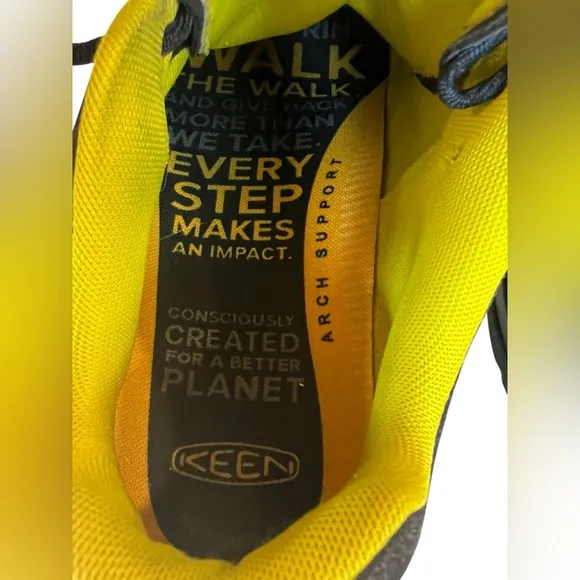 WALK
THE WALK.
AND GIVE BACK
MORE THAN
WE TAKE.
EVERY
STEP
MAKES
AN IMPACT.
ARCH SUPPORT
CONSCIOUSLY
CREATED
FOR A BETTER
PLANET
KEEN